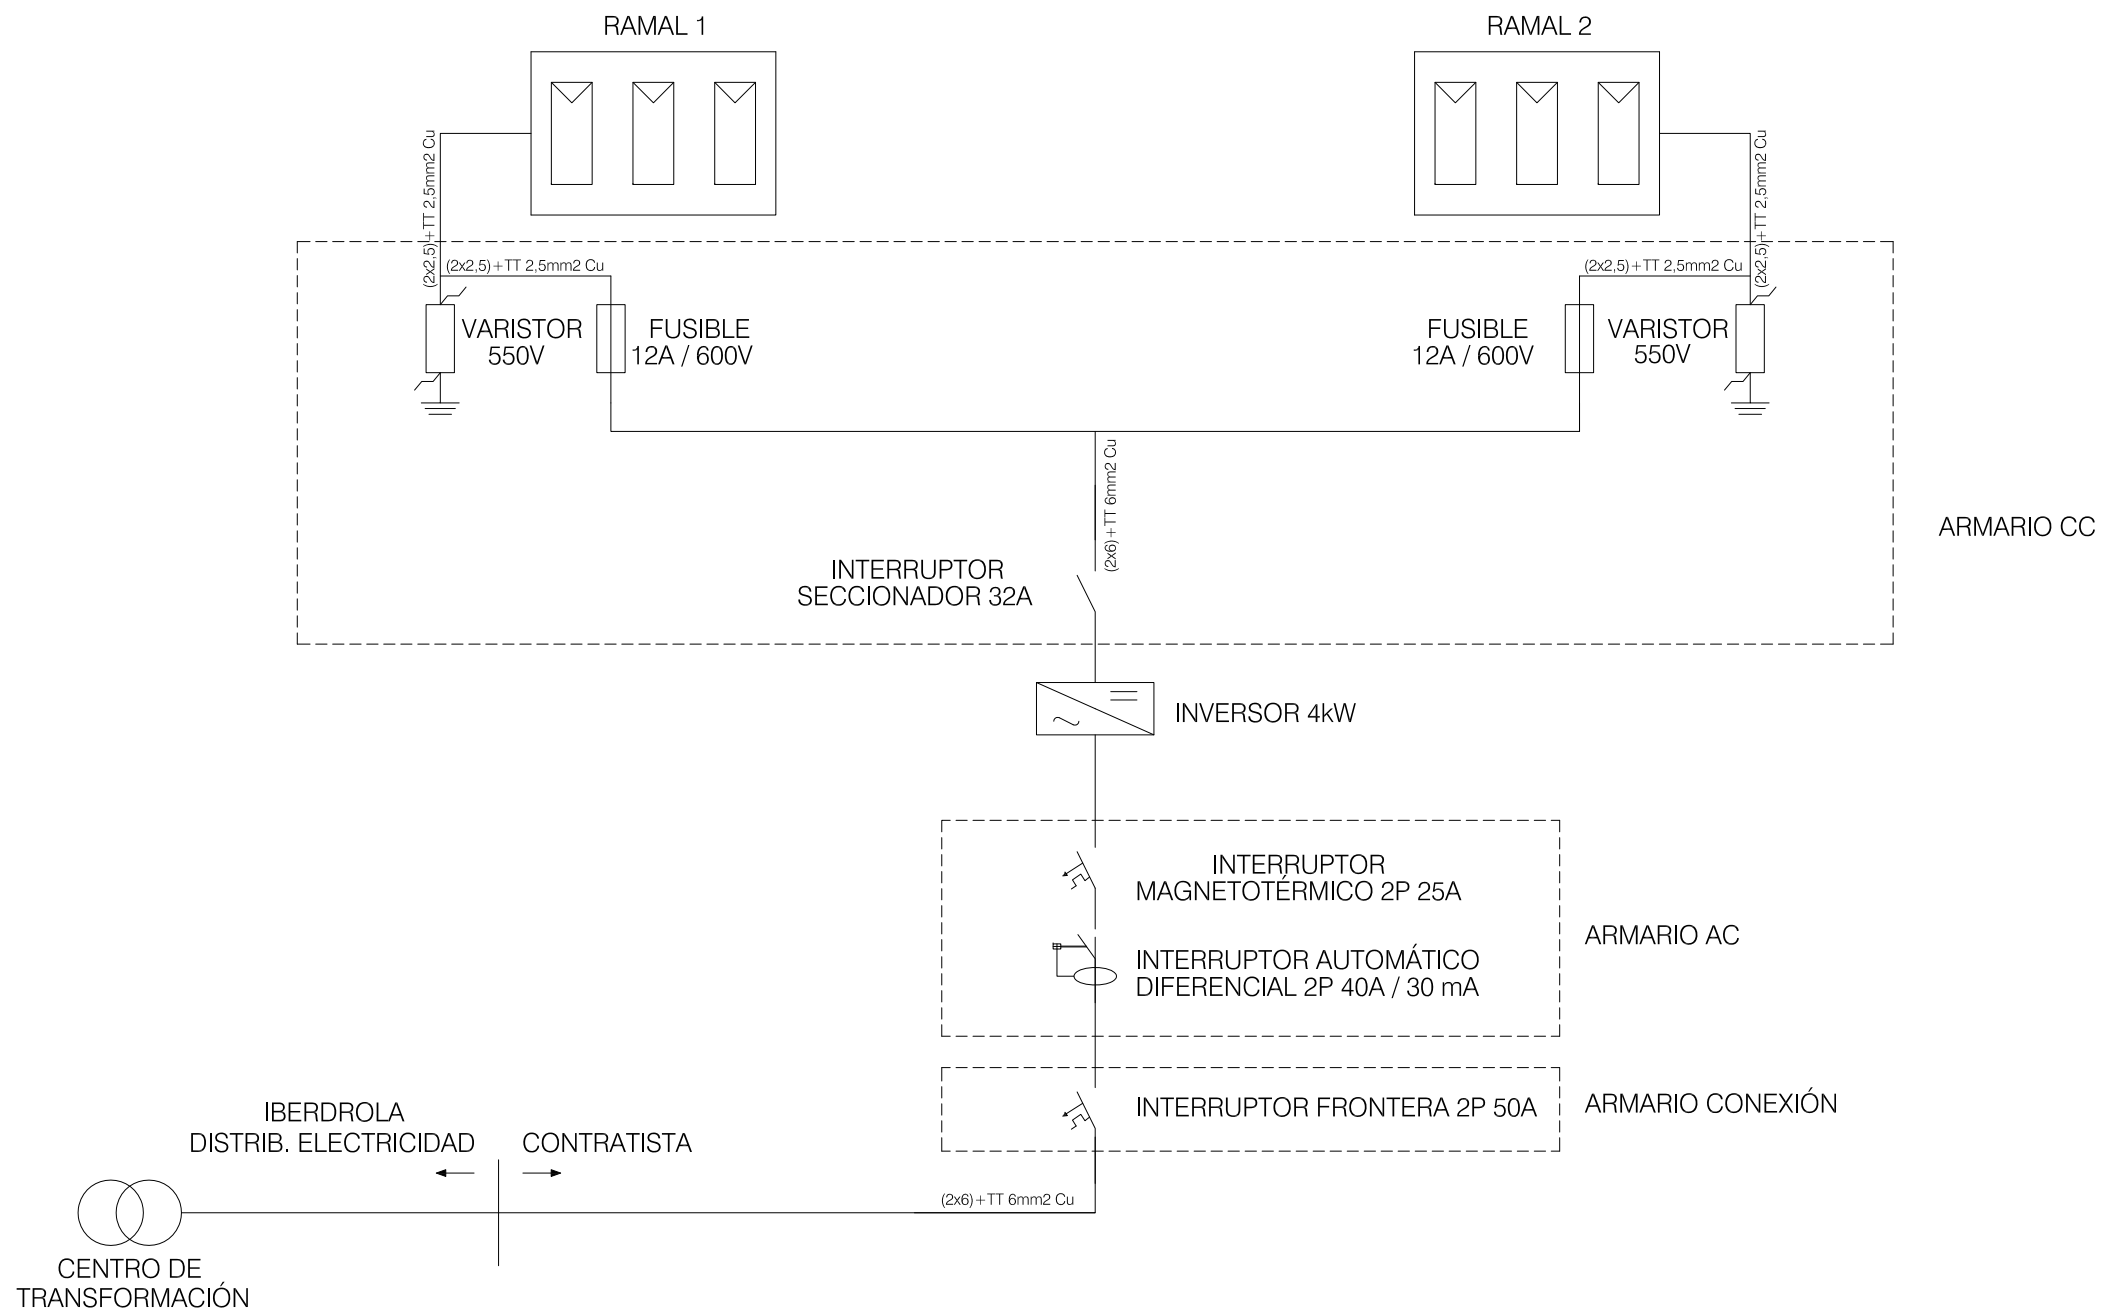 RAMAL 1
RAMAL 2
(2x2,5)+TT 2,5mm2 Cu
(2x2,5)+TT 2,5mm2 Cu
(2x2,5)+TT 2,5mm2 Cu
(2x2,5)+TT 2,5mm2 Cu
VARISTOR
550V
FUSIBLE
12A / 600V
FUSIBLE
12A / 600V
VARISTOR
550V
(2x6)+TT 6mm2 Cu
ARMARIO CC
INTERRUPTOR
SECCIONADOR 32A
INVERSOR 4kW
INTERRUPTOR
MAGNETOTÉRMICO 2P 25A
ARMARIO AC
INTERRUPTOR AUTOMÁTICO
DIFERENCIAL 2P 40A / 30 mA
INTERRUPTOR FRONTERA 2P 50A
ARMARIO CONEXIÓN
IBERDROLA
DISTRIB. ELECTRICIDAD
CONTRATISTA
(2x6)+TT 6mm2 Cu
CENTRO DE
TRANSFORMACIÓN